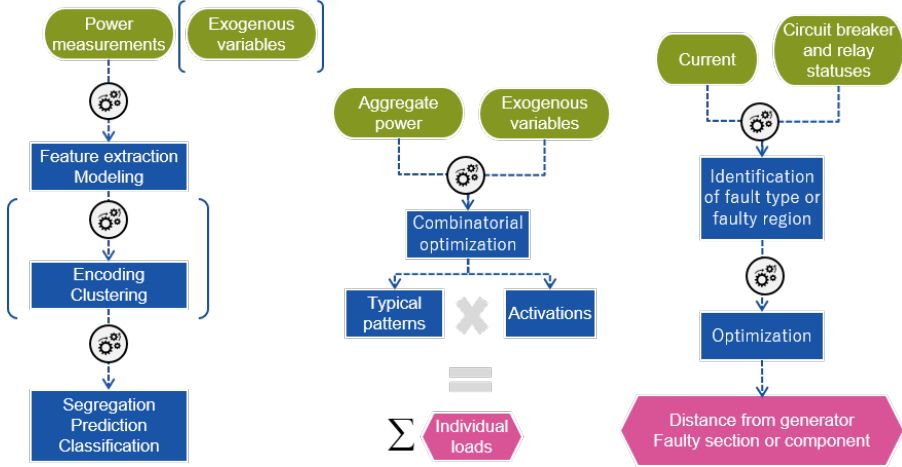 Power
measurements
Exogenous
variables
Feature extraction
Modeling
Encoding
Clustering
Segregation
Prediction
Classification
Aggregate
power
Exogenous
variables
Combinatorial
optimization
Typical
patterns
Activations
=
∑
Individual
loads
Current
Circuit breaker
and relay
statuses
Identification
of fault type or
faulty region
Optimization
Distance from generator
Faulty section or component